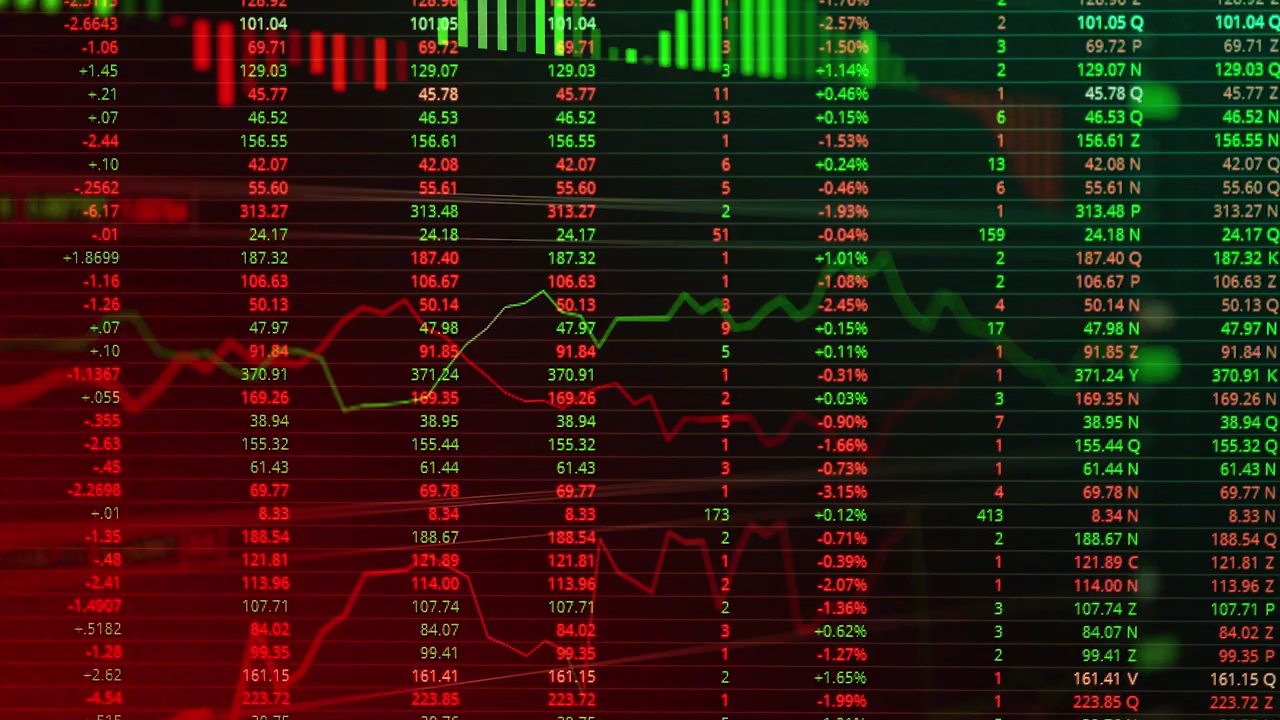 -2.6643 101.04 101.05 101.04 1 -2.57% 2 101.05 Q 101.04 Q
-1.06 69.71 69.72 69.71 3 -1.50% 3 69.72 P 69.71 Z
+1.45 129.03 129.07 129.03 3 +1.14% 2 129.07 N 129.03 Q
+.21 45.77 45.78 45.77 11 +0.46% 1 45.78 Q 45.77 Z
+.07 46.52 46.53 46.52 13 +0.15% 6 46.53 Q 46.52 N
-2.44 156.55 156.61 156.55 1 -1.53% 1 156.61 Z 156.55 N
+.10 42.07 42.08 42.07 6 +0.24% 13 42.08 N 42.07 Q
-.2562 55.60 55.61 55.60 5 -0.46% 6 55.61 N 55.60 Q
-6.17 313.27 313.48 313.27 2 -1.93% 1 313.48 P 313.27 N
-.01 24.17 24.18 24.17 51 -0.04% 159 24.18 N 24.17 Q
+1.8699 187.32 187.40 187.32 1 +1.01% 2 187.40 Q 187.32 K
-1.16 106.63 106.67 106.63 1 -1.08% 2 106.67 P 106.63 Z
-1.26 50.13 50.14 50.13 3 -2.45% 4 50.14 N 50.13 Q
+.07 47.97 47.98 47.97 9 +0.15% 17 47.98 N 47.97 N
+.10 91.84 91.85 91.84 5 +0.11% 1 91.85 Z 91.84 N
-1.1367 370.91 371.24 370.91 1 -0.31% 1 371.24 Y 370.91 K
+.055 169.26 169.35 169.26 2 +0.03% 3 169.35 N 169.26 N
-.355 38.94 38.95 38.94 5 -0.90% 7 38.95 N 38.94 Q
-2.63 155.32 155.44 155.32 1 -1.66% 1 155.44 Q 155.32 Q
-.45 61.43 61.44 61.43 3 -0.73% 1 61.44 N 61.43 N
-2.2698 69.77 69.78 69.77 1 -3.15% 4 69.78 N 69.77 N
+.01 8.33 8.34 8.33 173 +0.12% 413 8.34 N 8.33 N
-1.35 188.54 188.67 188.54 2 -0.71% 2 188.67 N 188.54 Q
-.48 121.81 121.89 121.81 1 -0.39% 1 121.89 C 121.81 Z
-2.41 113.96 114.00 113.96 2 -2.07% 1 114.00 N 113.96 Z
-1.4907 107.71 107.74 107.71 2 -1.36% 3 107.74 Z 107.71 P
+.5182 84.02 84.07 84.02 3 +0.62% 3 84.07 N 84.02 Z
-1.28 99.35 99.41 99.35 1 -1.27% 2 99.41 Z 99.35 P
+2.62 161.15 161.41 161.15 2 +1.65% 1 161.41 V 161.15 Q
-4.54 223.72 223.85 223.72 1 -1.99% 1 223.85 Q 223.72 Z